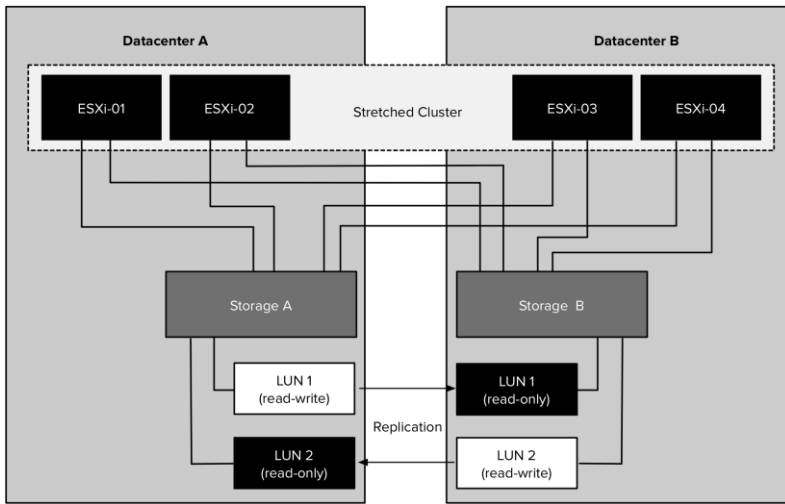 Datacenter A
Datacenter B
ESXi-01
ESXi-02
Stretched Cluster
ESXi-03
ESXi-04
Storage A
Storage B
LUN 1
(read-write)
LUN 1
(read-only)
Replication
LUN 2
(read-only)
LUN 2
(read-write)